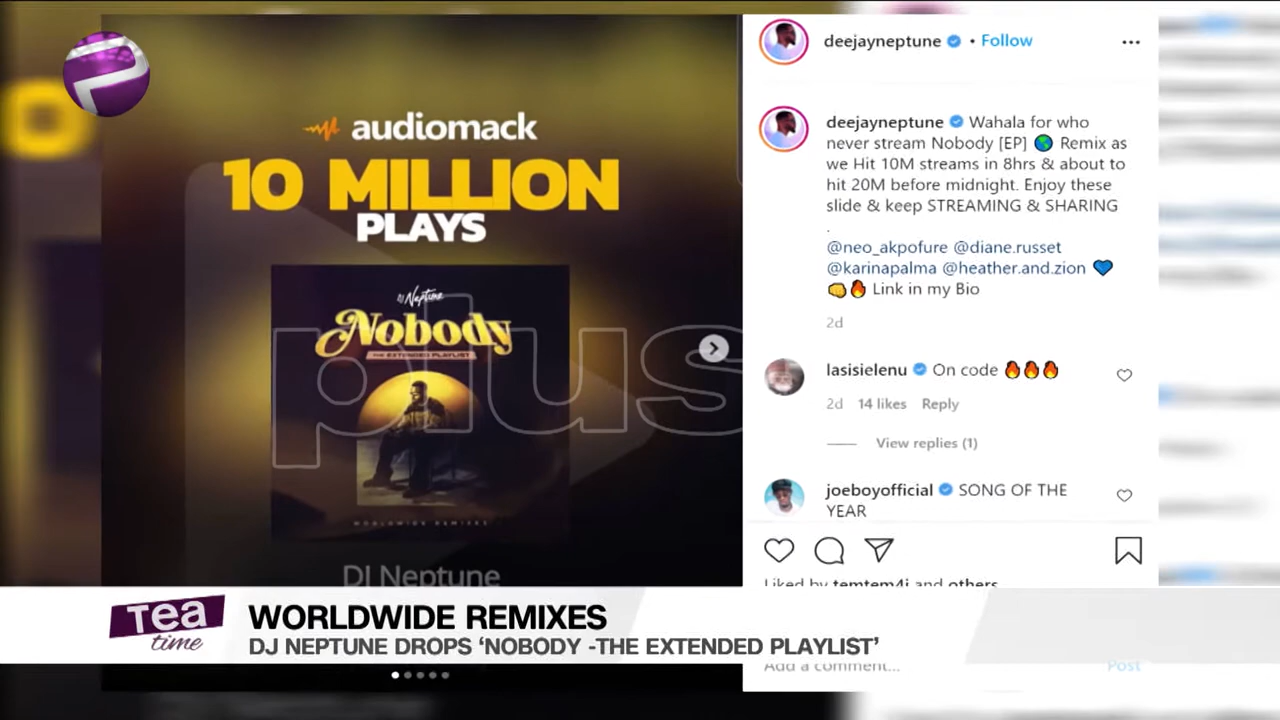 audiomack
10 MILLION
PLAYS
DJ Neptune
Nobody
THE EXTENDED PLAYLIST
WORLDWIDE REMIXES
plus
DJ Neptune
deejayneptune • Follow
deejayneptune Wahala for who
never stream Nobody [EP] 🌎 Remix as
we Hit 10M streams in 8hrs & about to
hit 20M before midnight. Enjoy these
slide & keep STREAMING & SHARING
.
@neo_akpofure @diane.russet
@karinapalma @heather.and.zion 💙
👊🔥 Link in my Bio
2d
lasisielenu On code 🔥🔥🔥
2d 14 likes Reply
View replies (1)
joeboyofficial SONG OF THE
YEAR
Liked by temtem4i and others
Tea
time
WORLDWIDE REMIXES
DJ NEPTUNE DROPS ‘NOBODY -THE EXTENDED PLAYLIST’
Add a comment...
Post